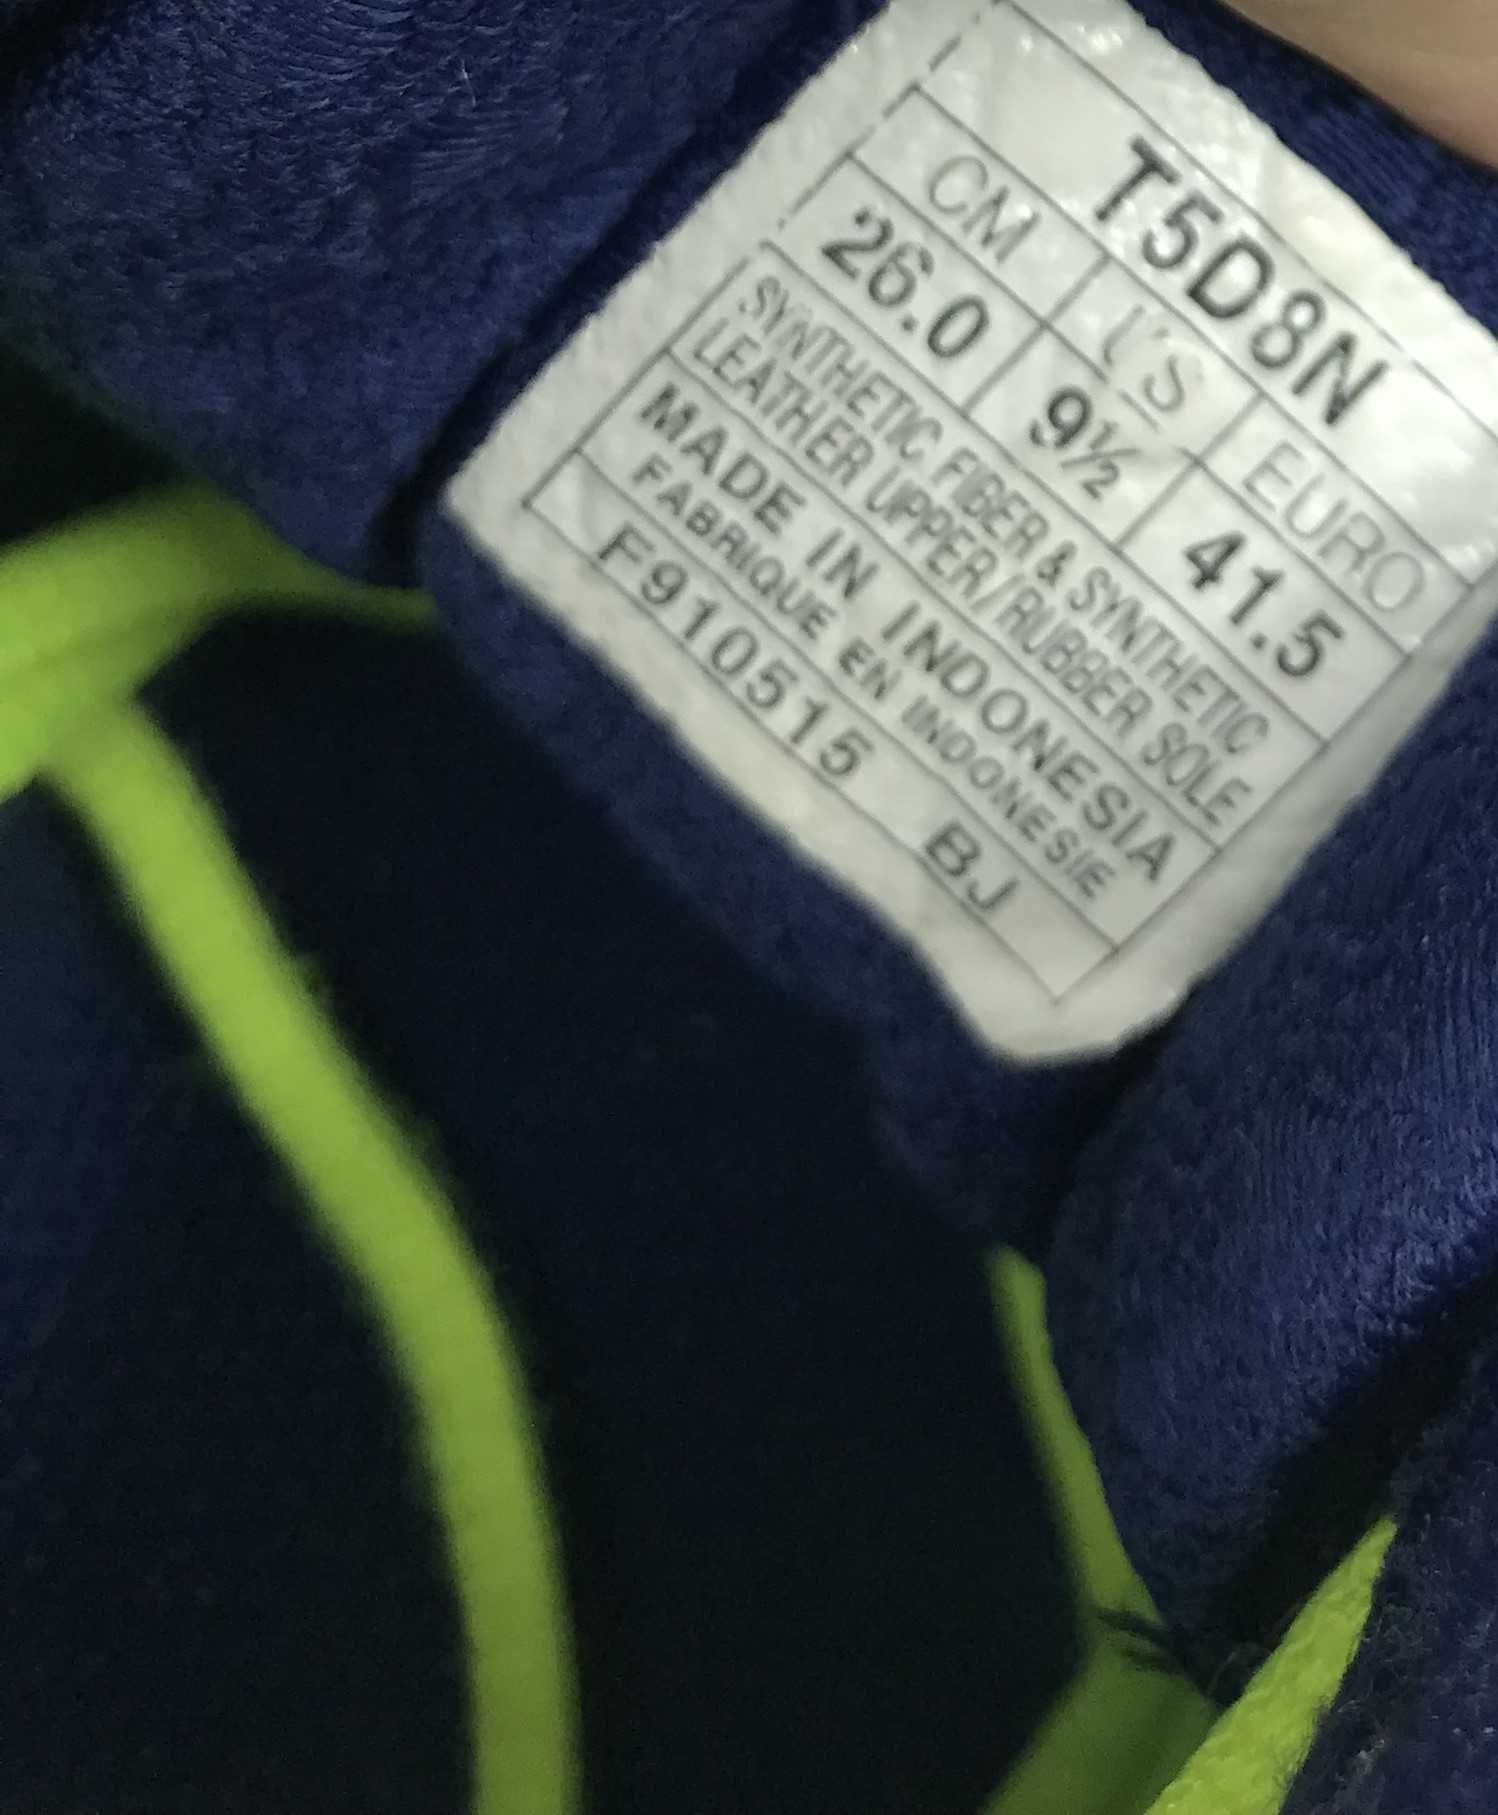 T5D8N
CM US EURO
26.0 9½ 41.5
SYNTHETIC FIBER & SYNTHETIC
LEATHER UPPER/RUBBER SOLE
MADE IN INDONESIA
FABRIQUE EN INDONESIE
F910515 BJ